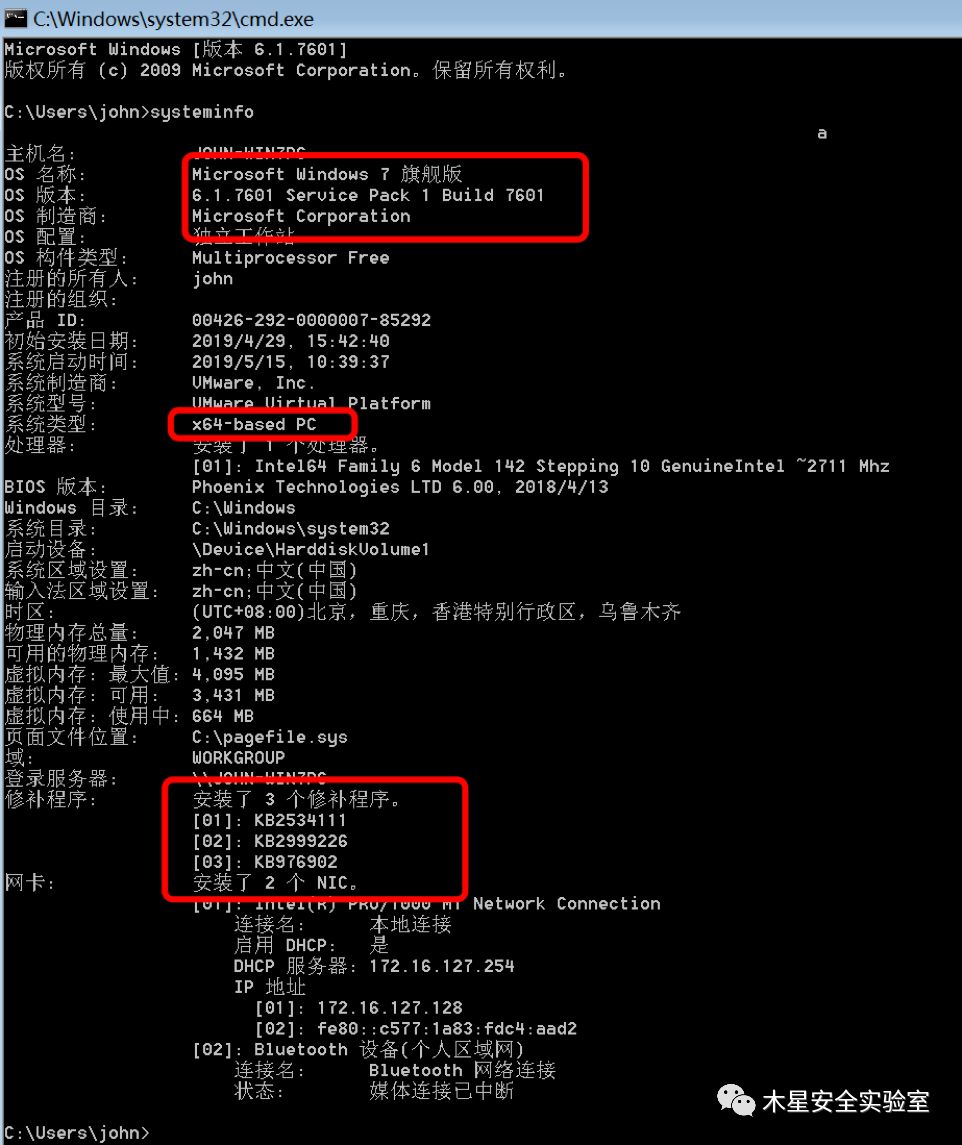 C:\Windows\system32\cmd.exe
Microsoft Windows [版本 6.1.7601]
版权所有 (c) 2009 Microsoft Corporation。保留所有权利。
C:\Users\john>systeminfo
a
主机名: JOHN-WIN7PC
OS 名称: Microsoft Windows 7 旗舰版
OS 版本: 6.1.7601 Service Pack 1 Build 7601
OS 制造商: Microsoft Corporation
OS 配置: 独立工作站
OS 构件类型: Multiprocessor Free
注册的所有人: john
注册的组织:
产品 ID: 00426-292-0000007-85292
初始安装日期: 2019/4/29, 15:42:40
系统启动时间: 2019/5/15, 10:39:37
系统制造商: VMware, Inc.
系统型号: VMware Virtual Platform
系统类型: x64-based PC
处理器: 安装了 1 个处理器。
[01]: Intel64 Family 6 Model 142 Stepping 10 GenuineIntel ~2711 Mhz
BIOS 版本: Phoenix Technologies LTD 6.00, 2018/4/13
Windows 目录: C:\Windows
系统目录: C:\Windows\system32
启动设备: \Device\HarddiskVolume1
系统区域设置: zh-cn;中文(中国)
输入法区域设置: zh-cn;中文(中国)
时区: (UTC+08:00)北京，重庆，香港特别行政区，乌鲁木齐
物理内存总量: 2,047 MB
可用的物理内存: 1,432 MB
虚拟内存: 最大值: 4,095 MB
虚拟内存: 可用: 3,431 MB
虚拟内存: 使用中: 664 MB
页面文件位置: C:\pagefile.sys
域: WORKGROUP
登录服务器: \\JOHN-WIN7PC
修补程序: 安装了 3 个修补程序。
[01]: KB2534111
[02]: KB2999226
[03]: KB976902
网卡: 安装了 2 个 NIC。
[01]: Intel(R) PRO/1000 MT Network Connection
连接名: 本地连接
启用 DHCP: 是
DHCP 服务器: 172.16.127.254
IP 地址
[01]: 172.16.127.128
[02]: fe80::c577:1a83:fdc4:aad2
[02]: Bluetooth 设备(个人区域网)
连接名: Bluetooth 网络连接
状态: 媒体连接已中断
木星安全实验室
C:\Users\john>